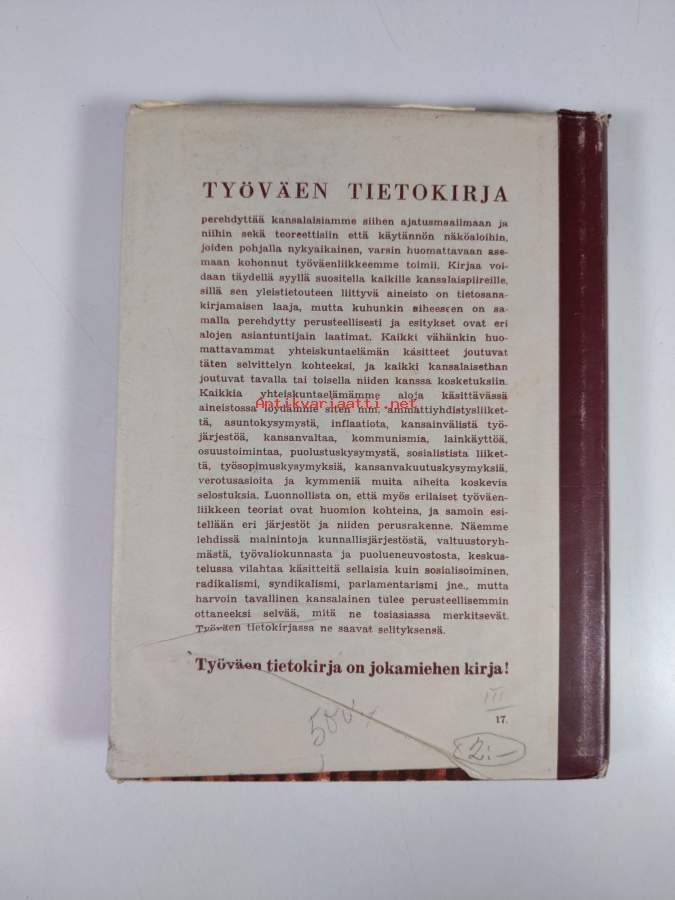 TYÖVÄEN TIETOKIRJA
perehdyttää kansalaisiamme siihen ajatusmaailmaan ja
niihin sekä teoreettisiin että käytännön näköaloihin,
joiden pohjalla nykyaikainen, varsin huomattavaan ase-
maan kohonnut työväenliikkeemme toimii. Kirjaa voi-
daan täydellä syyllä suositella kaikille kansalaispiireille,
sillä sen yleistietouteen liittyvä aineisto on tietosana-
kirjamaisen laaja, mutta kuhunkin aiheeseen on sa-
malla perehdytty perusteellisesti ja esitykset ovat eri
alojen asiantuntijain laatimat. Kaikki vähänkin huo-
mattavammat yhteiskuntaelämän käsitteet joutuvat
täten selvittelyn kohteeksi, ja kaikki kansalaisethan
joutuvat tavalla tai toisella niiden kanssa kosketuksiin.
Kaikkia yhteiskuntaelämämme aloja käsittävässä
Antikvariaatti.net
aineistossa löydämme siten mm. ammattiyhdistysliiket-
tä, asuntokysymystä, inflaatiota, kansainvälistä työ-
järjestöä, kansanvaltaa, kommunismia, lainkäyttöä,
osuustoimintaa, puolustuskysymystä, sosialistista liiket-
tä, työsopimuskysymyksiä, kansanvakuutuskysymyksiä,
verotusasioita ja kymmeniä muita aiheita koskevia
selostuksia. Luonnollista on, että myös erilaiset työväen-
liikkeen teoriat ovat huomion kohteina, ja samoin esi-
tellään eri järjestöt ja niiden perusrakenne. Näemme
lehdissä mainintoja kunnallisjärjestöstä, valtuustoryh-
mästä, työvaliokunnasta ja puolueneuvostosta, keskus-
telussa vilahtaa käsitteitä sellaisia kuin sosialisoiminen,
radikalismi, syndikalismi, parlamentarismi jne., mutta
harvoin tavallinen kansalainen tulee perusteellisemmin
ottaneeksi selvää, mitä ne tosiasiassa merkitsevät.
Työväen tietokirjassa ne saavat selityksensä.
Työväen tietokirja on jokamiehen kirja!
III
500,-
17.
2:-